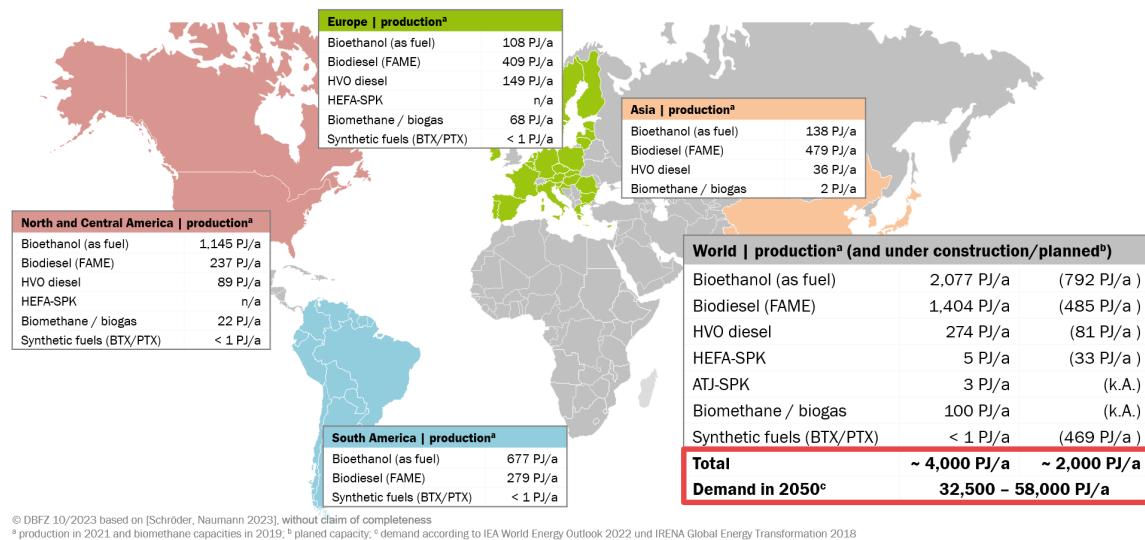 Europe | productionᵃ
Bioethanol (as fuel) 108 PJ/a
Biodiesel (FAME) 409 PJ/a
HVO diesel 149 PJ/a
HEFA-SPK n/a
Biomethane / biogas 68 PJ/a
Synthetic fuels (BTX/PTX) < 1 PJ/a
Asia | productionᵃ
Bioethanol (as fuel) 138 PJ/a
Biodiesel (FAME) 479 PJ/a
HVO diesel 36 PJ/a
Biomethane / biogas 2 PJ/a
North and Central America | productionᵃ
Bioethanol (as fuel) 1,145 PJ/a
Biodiesel (FAME) 237 PJ/a
HVO diesel 89 PJ/a
HEFA-SPK n/a
Biomethane / biogas 22 PJ/a
Synthetic fuels (BTX/PTX) < 1 PJ/a
World | productionᵃ (and under construction/plannedᵇ)
Bioethanol (as fuel) 2,077 PJ/a (792 PJ/a )
Biodiesel (FAME) 1,404 PJ/a (485 PJ/a )
HVO diesel 274 PJ/a (81 PJ/a )
HEFA-SPK 5 PJ/a (33 PJ/a )
ATJ-SPK 3 PJ/a (k.A.)
Biomethane / biogas 100 PJ/a (k.A.)
Synthetic fuels (BTX/PTX) < 1 PJ/a (469 PJ/a )
Total ~ 4,000 PJ/a ~ 2,000 PJ/a
Demand in 2050ᶜ 32,500 – 58,000 PJ/a
South America | productionᵃ
Bioethanol (as fuel) 677 PJ/a
Biodiesel (FAME) 279 PJ/a
Synthetic fuels (BTX/PTX) < 1 PJ/a
© DBFZ 10/2023 based on [Schröder, Naumann 2023], without claim of completeness
ᵃ production in 2021 and biomethane capacities in 2019; ᵇ planed capacity; ᶜ demand according to IEA World Energy Outlook 2022 und IRENA Global Energy Transformation 2018